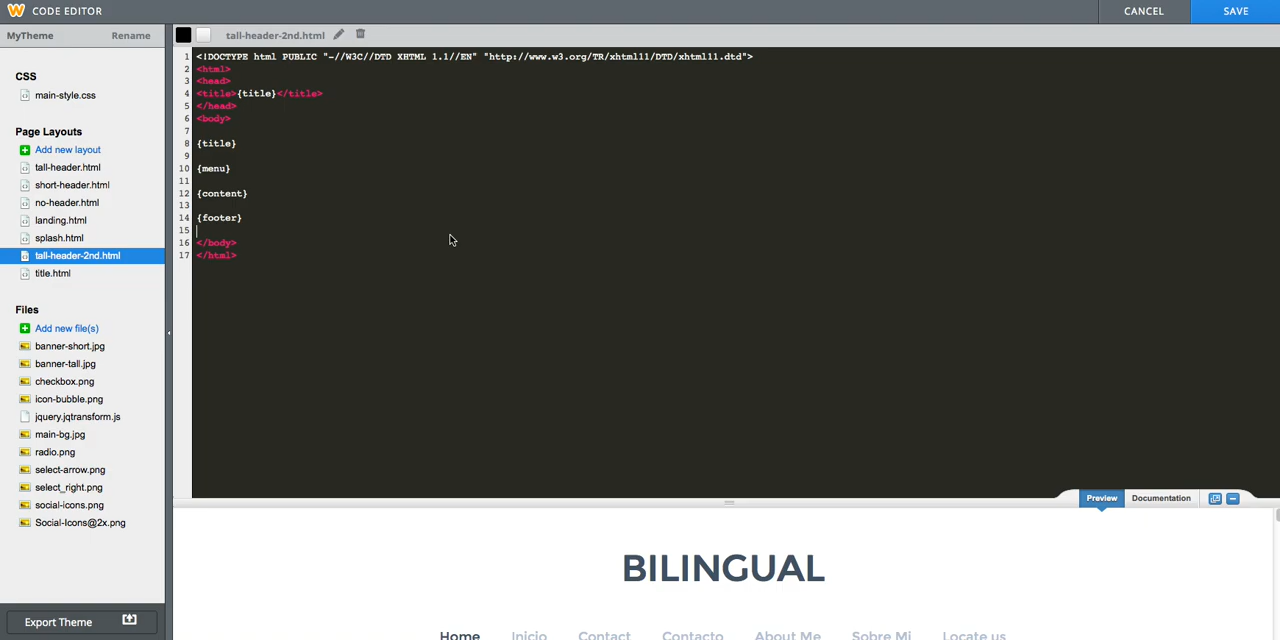 CODE EDITOR
CANCEL
SAVE
MyTheme
Rename
tall-header-2nd.html
CSS
main-style.css
Page Layouts
Add new layout
tall-header.html
short-header.html
no-header.html
landing.html
splash.html
tall-header-2nd.html
title.html
Files
Add new file(s)
banner-short.jpg
banner-tall.jpg
checkbox.png
icon-bubble.png
jquery.jqtransform.js
main-bg.jpg
radio.png
select-arrow.png
select_right.png
social-icons.png
Social-Icons@2x.png
Export Theme
1 <!DOCTYPE html PUBLIC "-//W3C//DTD XHTML 1.1//EN" "http://www.w3.org/TR/xhtml11/DTD/xhtml11.dtd">
2 <html>
3 <head>
4 <title>{title}</title>
5 </head>
6 <body>
7
8 {title}
9
10 {menu}
11
12 {content}
13
14 {footer}
15
16 </body>
17 </html>
Preview
Documentation
BILINGUAL
Home Inicio Contact Contacto About Me Sobre Mi Locate us